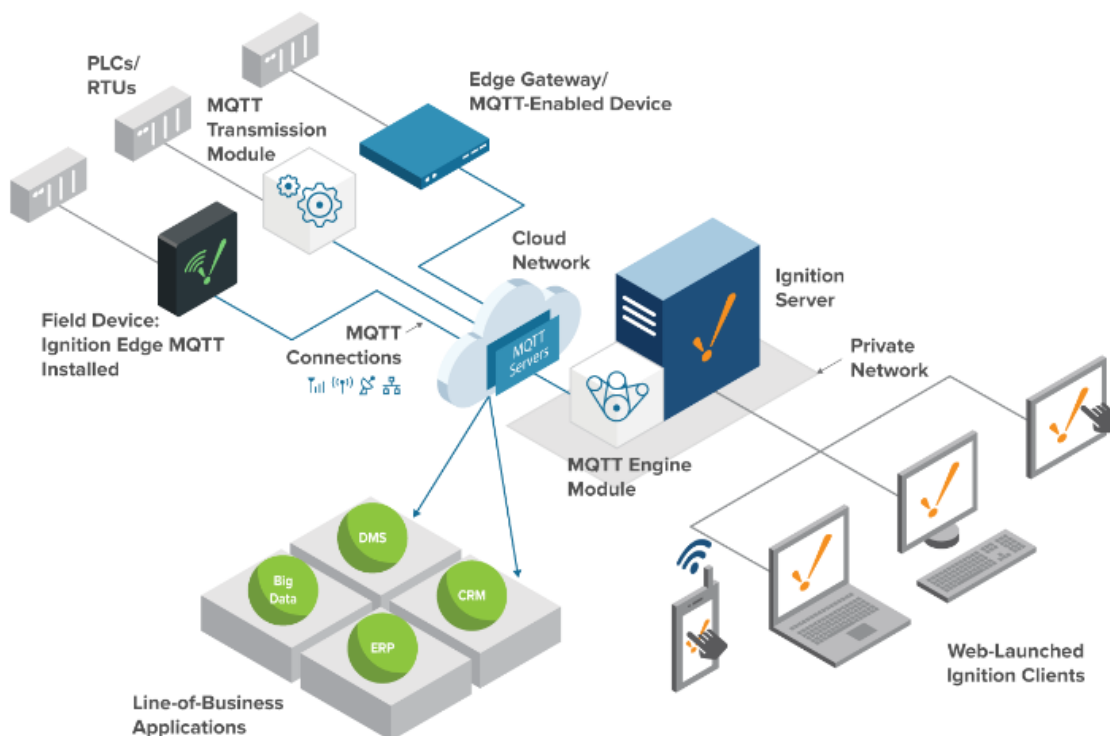 PLCs/
RTUs
MQTT
Transmission
Module
Edge Gateway/
MQTT-Enabled Device
Cloud
Network
Ignition
Server
Field Device:
Ignition Edge MQTT
Installed
MQTT
Connections
MQTT
Servers
Private
Network
MQTT Engine
Module
DMS
Big
Data
CRM
ERP
Line-of-Business
Applications
Web-Launched
Ignition Clients